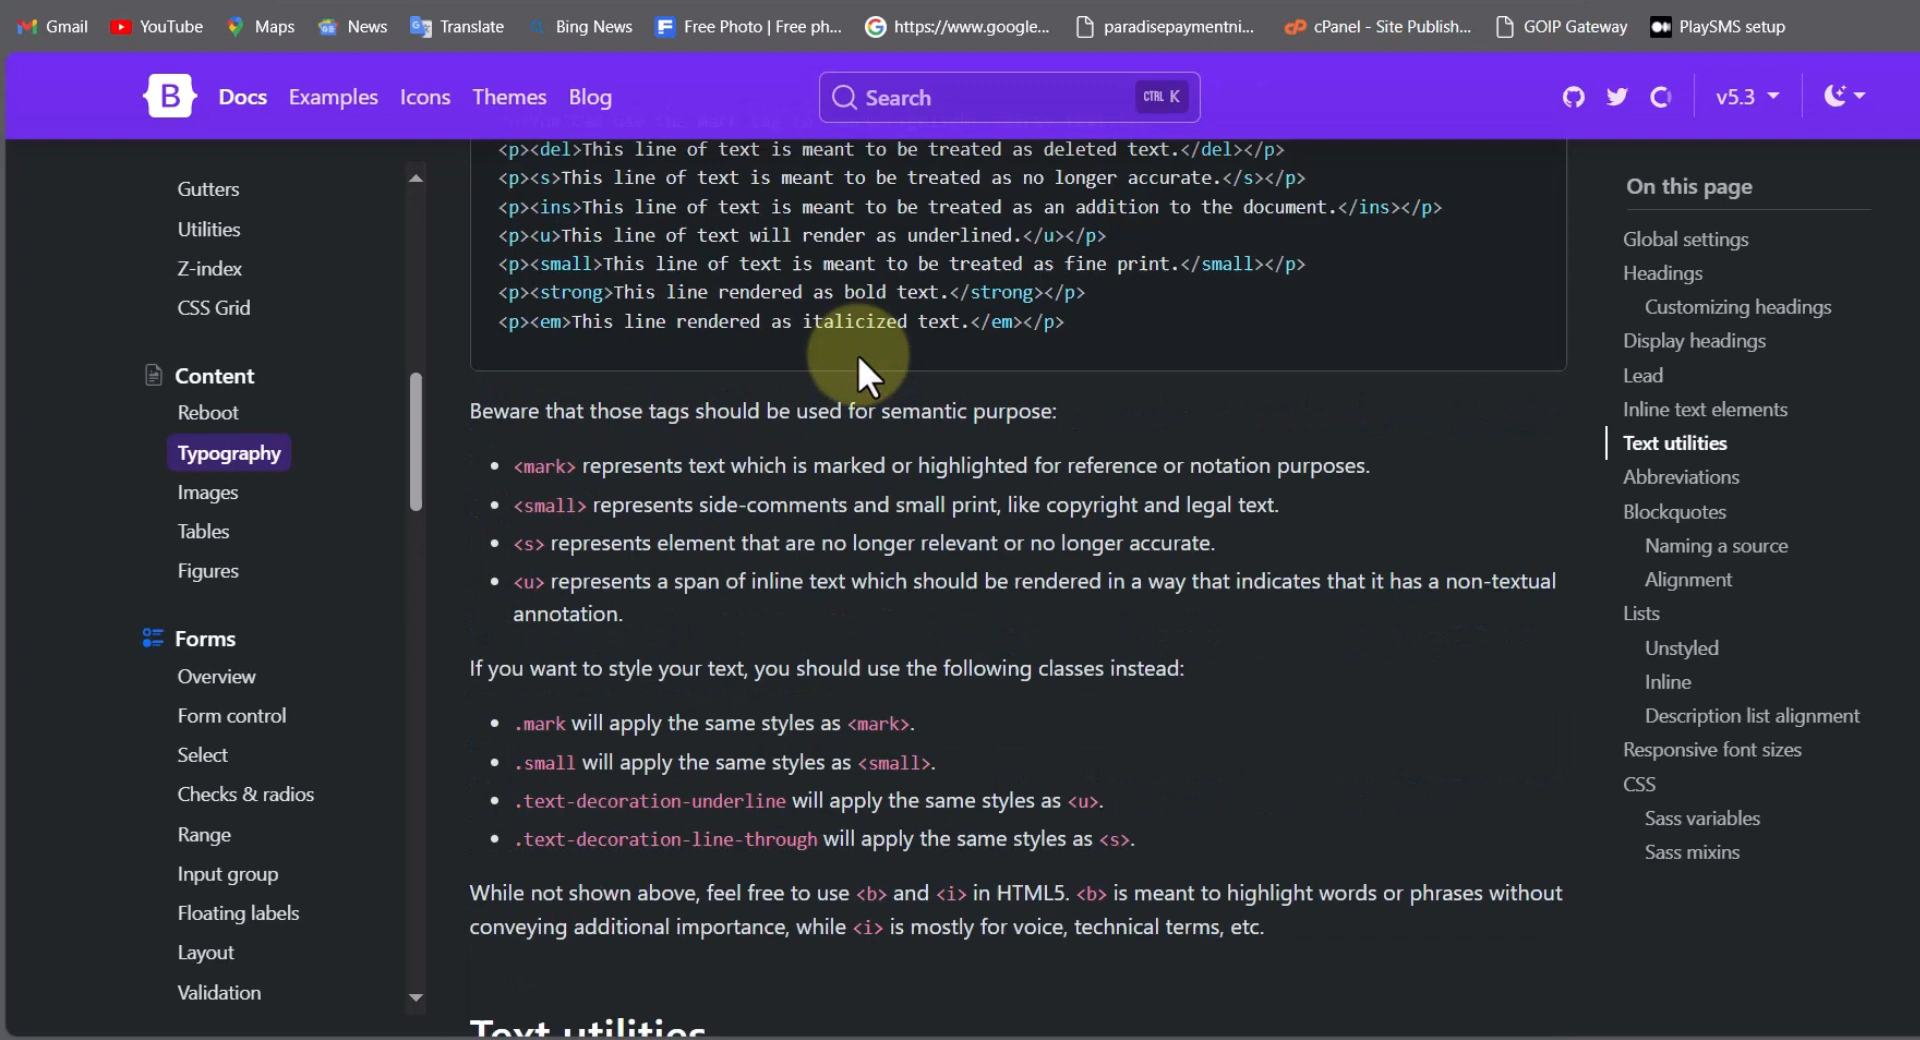 Gmail YouTube Maps News Translate Bing News Free Photo | Free ph... https://www.google... paradisepaymentni... cPanel - Site Publish... GOIP Gateway PlaySMS setup
B Docs Examples Icons Themes Blog Search CTRL K v5.3
<p><del>This line of text is meant to be treated as deleted text.</del></p>
<p><s>This line of text is meant to be treated as no longer accurate.</s></p>
<p><ins>This line of text is meant to be treated as an addition to the document.</ins></p>
<p><u>This line of text will render as underlined.</u></p>
<p><small>This line of text is meant to be treated as fine print.</small></p>
<p><strong>This line rendered as bold text.</strong></p>
<p><em>This line rendered as italicized text.</em></p>
Beware that those tags should be used for semantic purpose:
<mark> represents text which is marked or highlighted for reference or notation purposes.
<small> represents side-comments and small print, like copyright and legal text.
<s> represents element that are no longer relevant or no longer accurate.
<u> represents a span of inline text which should be rendered in a way that indicates that it has a non-textual
annotation.
If you want to style your text, you should use the following classes instead:
.mark will apply the same styles as <mark>.
.small will apply the same styles as <small>.
.text-decoration-underline will apply the same styles as <u>.
.text-decoration-line-through will apply the same styles as <s>.
While not shown above, feel free to use <b> and <i> in HTML5. <b> is meant to highlight words or phrases without
conveying additional importance, while <i> is mostly for voice, technical terms, etc.
Text utilities
Gutters
Utilities
Z-index
CSS Grid
Content
Reboot
Typography
Images
Tables
Figures
Forms
Overview
Form control
Select
Checks & radios
Range
Input group
Floating labels
Layout
Validation
On this page
Global settings
Headings
Customizing headings
Display headings
Lead
Inline text elements
Text utilities
Abbreviations
Blockquotes
Naming a source
Alignment
Lists
Unstyled
Inline
Description list alignment
Responsive font sizes
CSS
Sass variables
Sass mixins